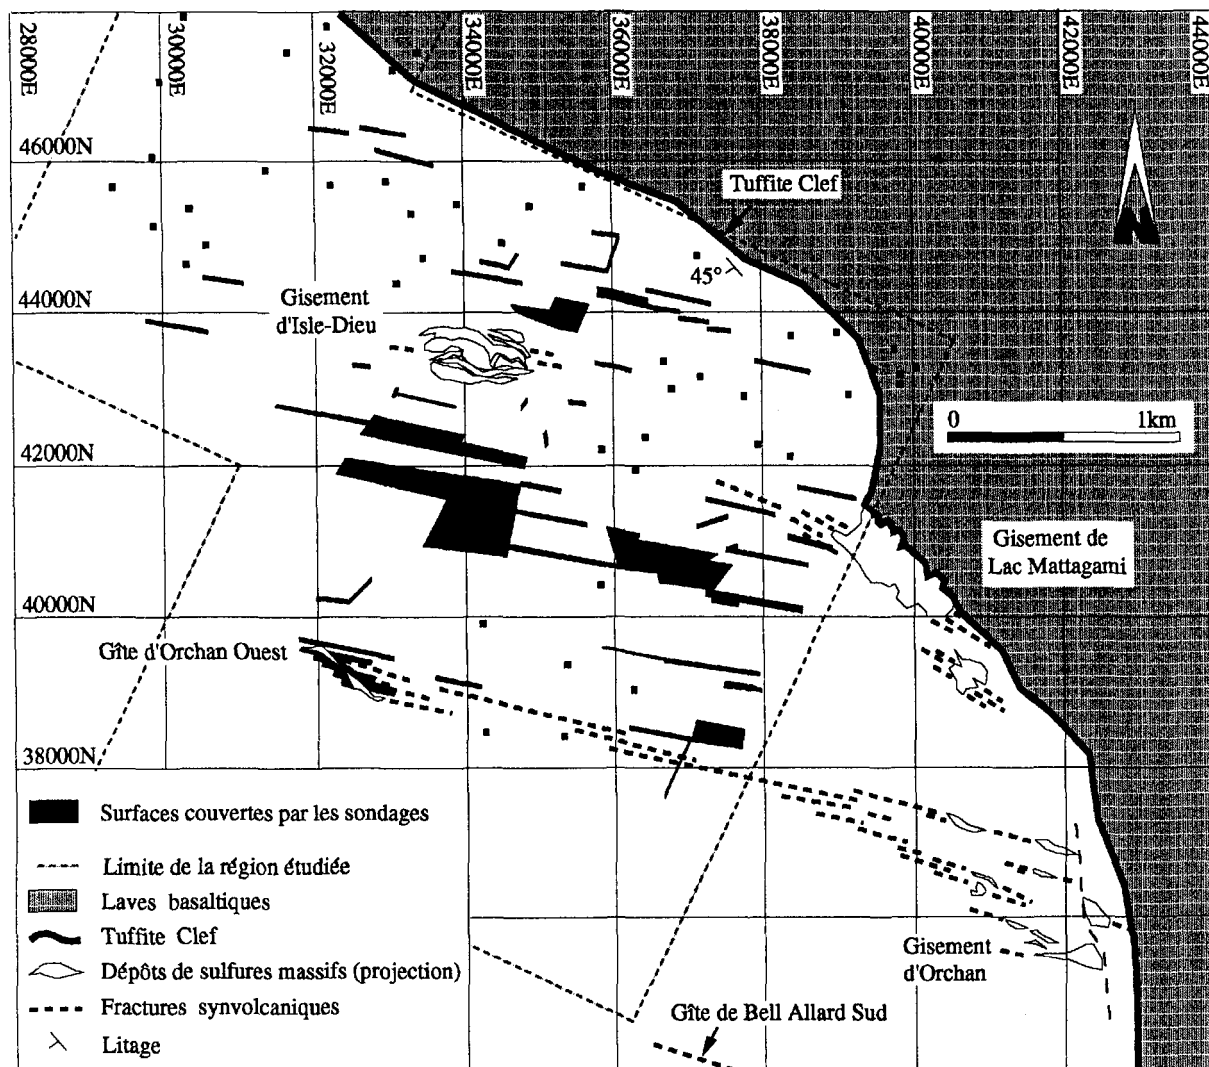 28000E
30000E
32000E
34000E
36000E
38000E
40000E
42000E
44000E
46000N
Tuffite Clef
45°
N
44000N
Gisement
d'Isle-Dieu
0 1km
42000N
Gisement de
Lac Mattagami
40000N
Gîte d'Orchan Ouest
38000N
Surfaces couvertes par les sondages
Limite de la région étudiée
Laves basaltiques
Tuffite Clef
Dépôts de sulfures massifs (projection)
Fractures synvolcaniques
Litage
Gisement
d'Orchan
Gîte de Bell Allard Sud